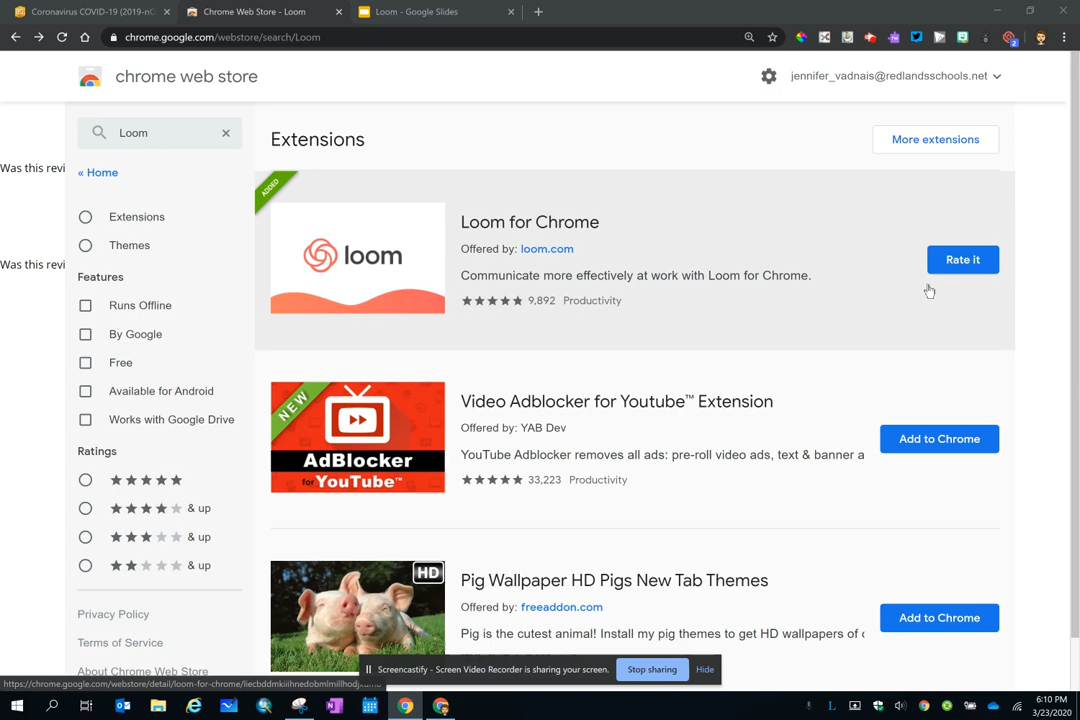 Coronavirus COVID-19 (2019-nC
Chrome Web Store - Loom
Loom - Google Slides
chrome.google.com/webstore/search/Loom
2
chrome web store
jennifer_vadnais@redlandsschools.net
Loom
« Home
Extensions
Themes
Features
Runs Offline
By Google
Free
Available for Android
Works with Google Drive
Ratings
& up
& up
& up
Privacy Policy
Terms of Service
About Chrome Web Store
Was this revi
Was this revi
Extensions
More extensions
ADDED
loom
Loom for Chrome
Offered by: loom.com
Communicate more effectively at work with Loom for Chrome.
9,892 Productivity
Rate it
NEW
AdBlocker
for YouTube™
Video Adblocker for Youtube™ Extension
Offered by: YAB Dev
YouTube Adblocker removes all ads: pre-roll video ads, text & banner a
33,223 Productivity
Add to Chrome
HD
Pig Wallpaper HD Pigs New Tab Themes
Offered by: freeaddon.com
Pig is the cutest animal! Install my pig themes to get HD wallpapers of
Add to Chrome
Screencastify - Screen Video Recorder is sharing your screen.
Stop sharing
Hide
6:10 PM
3/23/2020